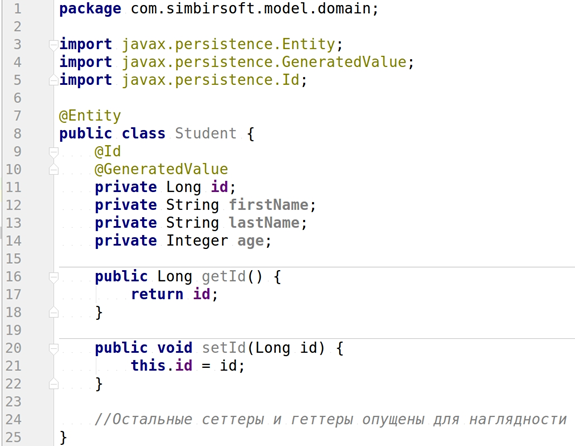 1 package com.simbirsoft.model.domain;
2
3 import javax.persistence.Entity;
4 import javax.persistence.GeneratedValue;
5 import javax.persistence.Id;
6
7 @Entity
8 public class Student {
9     @Id
10     @GeneratedValue
11     private Long id;
12     private String firstName;
13     private String lastName;
14     private Integer age;
15
16     public Long getId() {
17         return id;
18     }
19
20     public void setId(Long id) {
21         this.id = id;
22     }
23
24     //Остальные сеттеры и геттеры опущены для наглядности
25 }